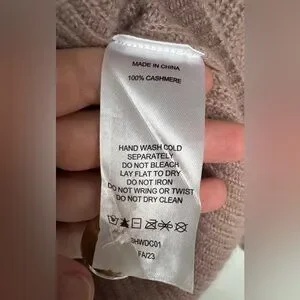 MADE IN CHINA
100% CASHMERE
HAND WASH COLD
SEPARATELY
DO NOT BLEACH
LAY FLAT TO DRY
DO NOT IRON
DO NOT WRING OR TWIST
DO NOT DRY CLEAN
SHWDC01
FA/23